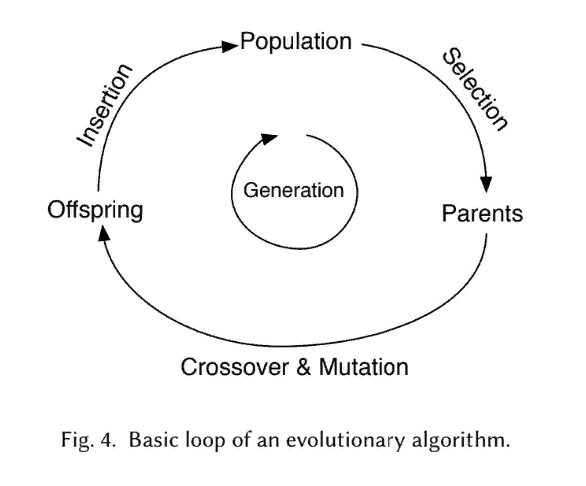 Population
Selection
Insertion
Generation
Offspring
Parents
Crossover & Mutation
Fig. 4. Basic loop of an evolutionary algorithm.